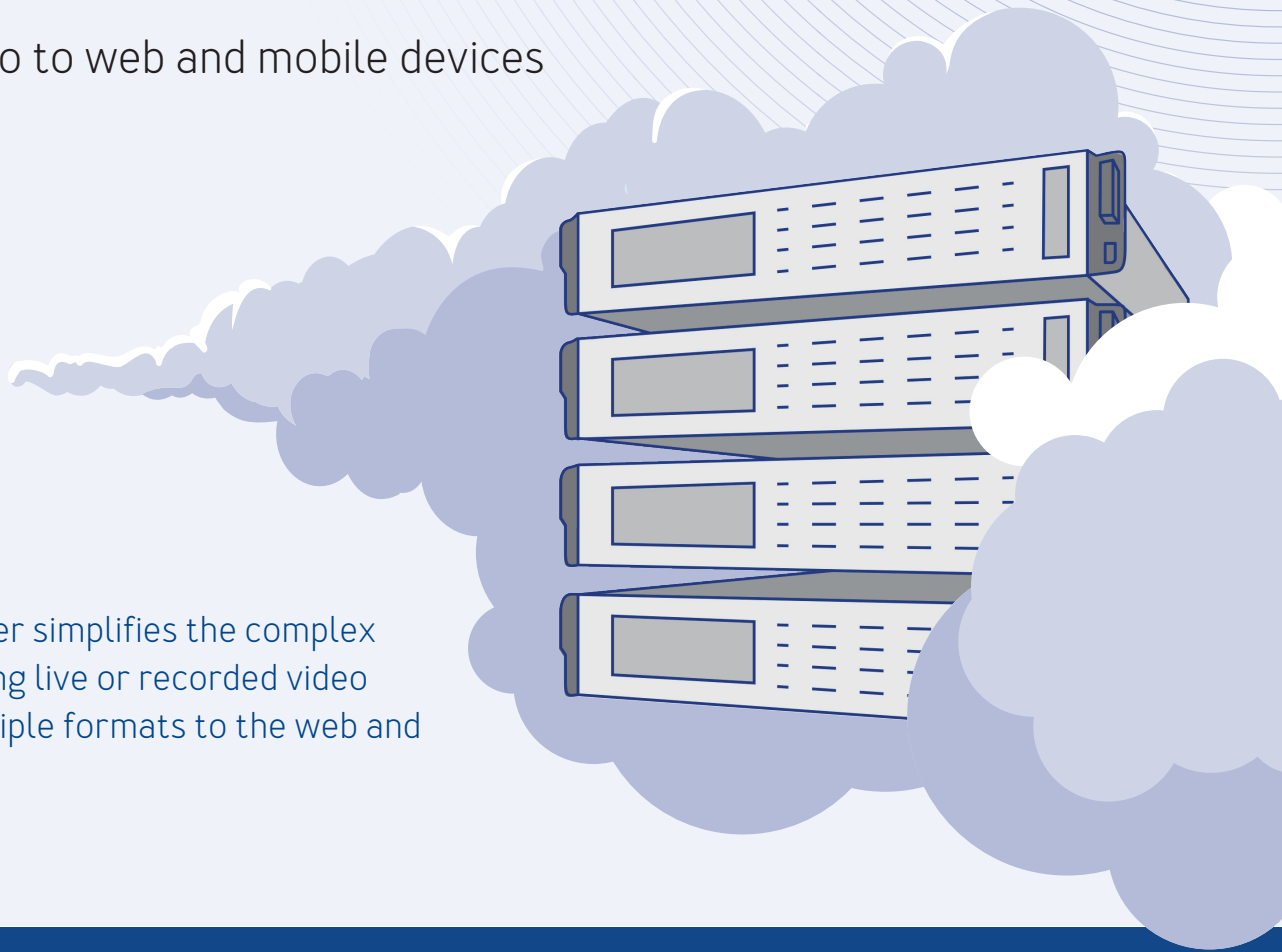 o to web and mobile devices
er simplifies the complex
ng live or recorded video
iple formats to the web and